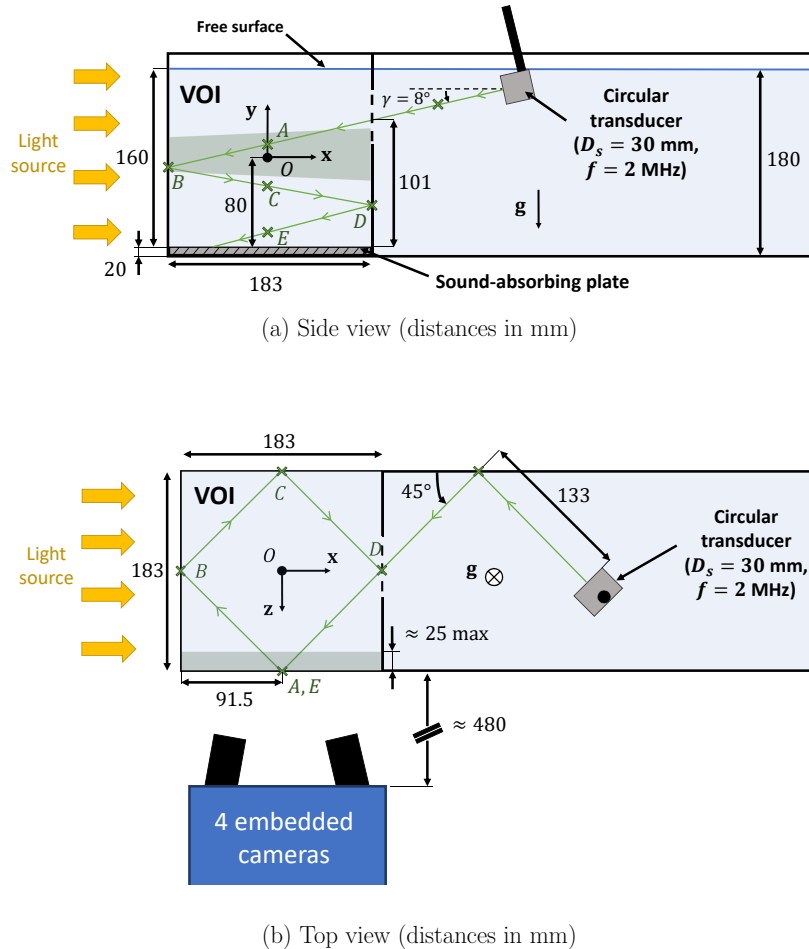 Free surface
VOI
y
γ = 8°
A
Light
source
O
x
Circular
transducer
(D_s = 30 mm,
f = 2 MHz)
160
B
C
101
180
80
D
g
E
20
183
Sound-absorbing plate
(a) Side view (distances in mm)
183
VOI
C
45°
133
Light
source
Circular
transducer
(D_s = 30 mm,
f = 2 MHz)
183
B
O
x
D
g
z
≈ 25 max
91.5
A, E
≈ 480
4 embedded
cameras
(b) Top view (distances in mm)